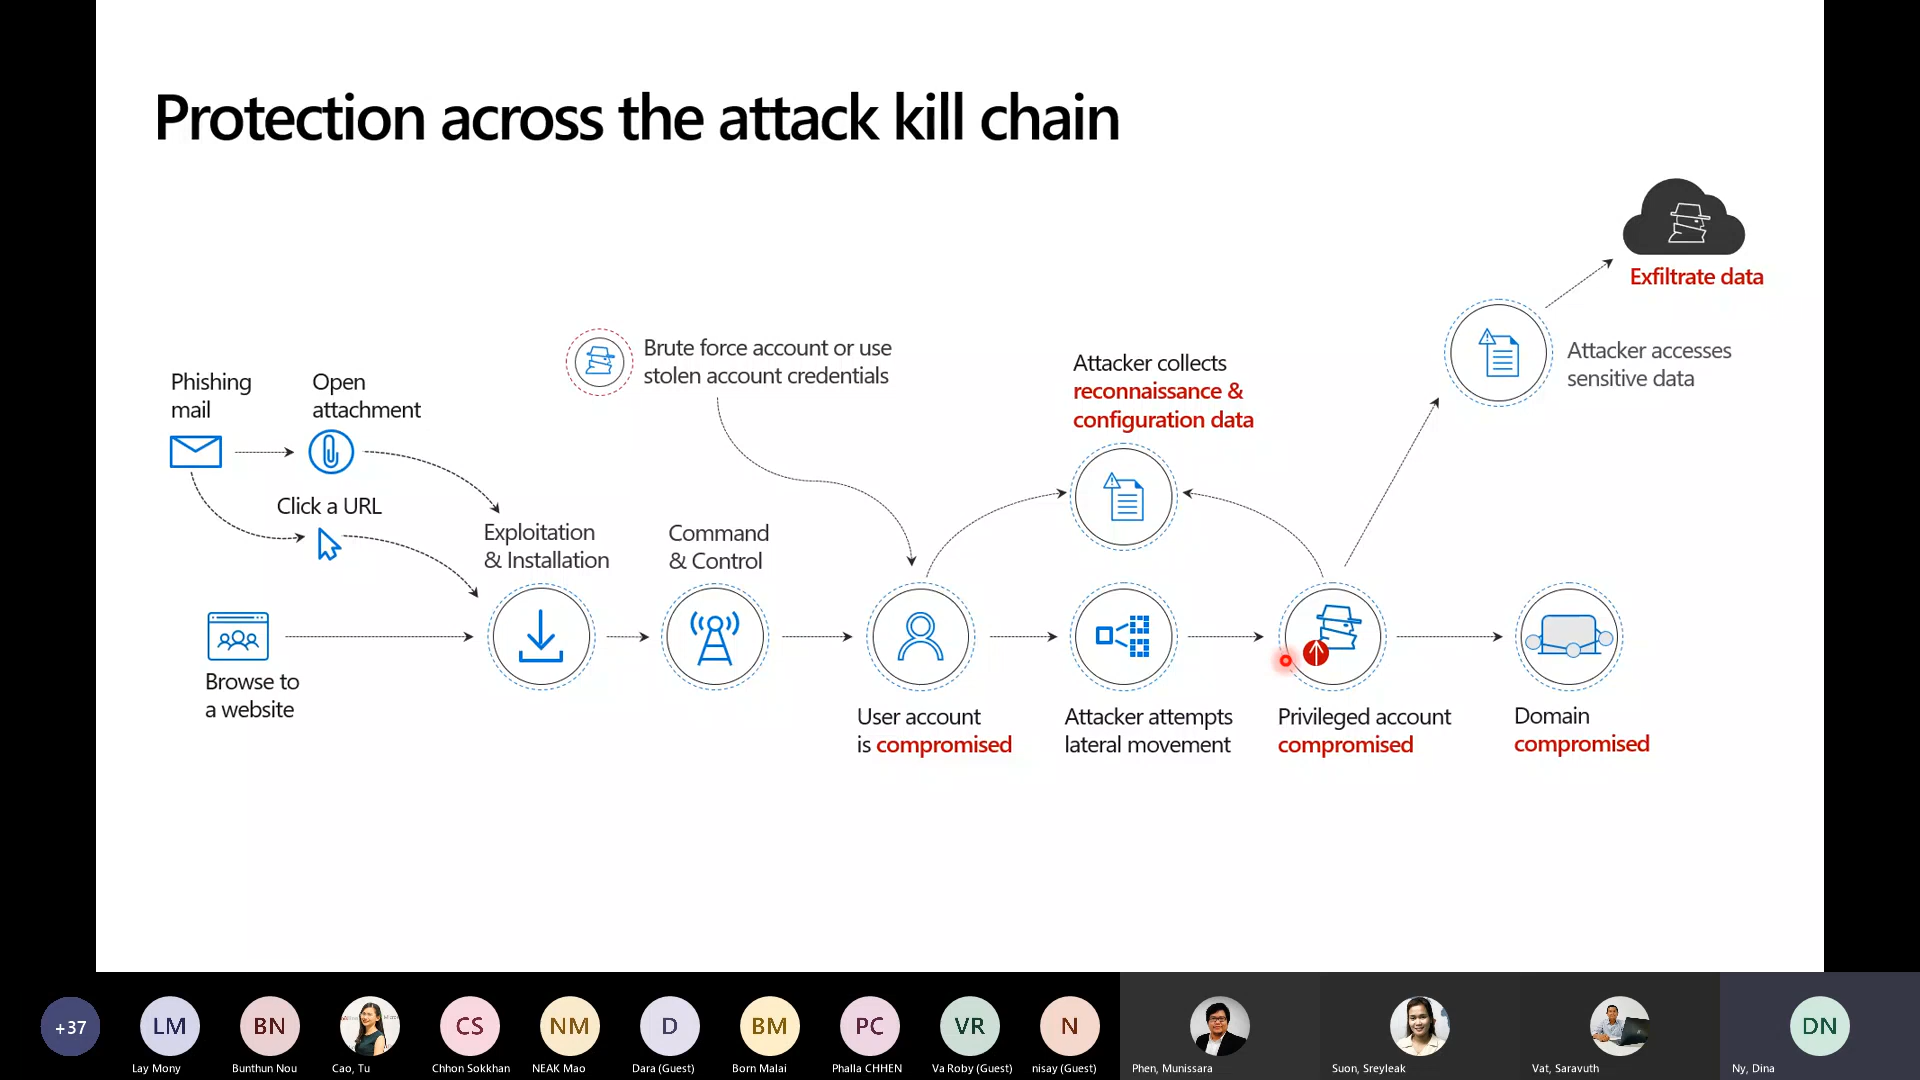 Protection across the attack kill chain
Exfiltrate data
Brute force account or use
stolen account credentials
Attacker collects
reconnaissance &
configuration data
Attacker accesses
sensitive data
Phishing
mail
Open
attachment
Click a URL
Exploitation
& Installation
Command
& Control
Browse to
a website
User account
is compromised
Attacker attempts
lateral movement
Privileged account
compromised
Domain
compromised
+37
LM
BN
CS
NM
D
BM
PC
VR
N
DN
Lay Mony
Bunthun Nou
Cao, Tu
Chhon Sokkhan
NEAK Mao
Dara (Guest)
Born Malai
Phalla CHHEN
Va Roby (Guest)
nisay (Guest)
Phen, Munissara
Suon, Sreyleak
Vat, Saravuth
Ny, Dina